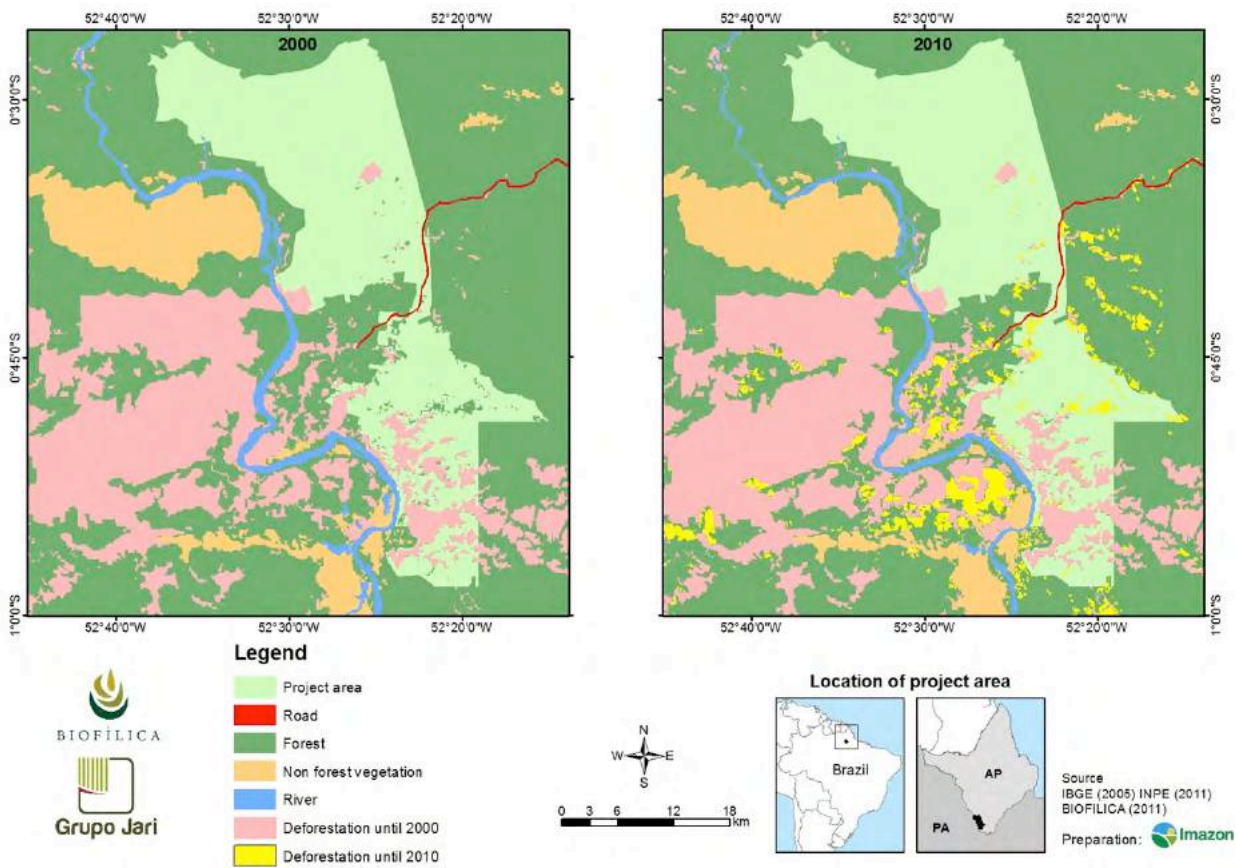 52°40'0"W 52°30'0"W 52°20'0"W
52°40'0"W 52°30'0"W 52°20'0"W
2000
2010
0°30'0"S
0°30'0"S
0°45'0"S
0°45'0"S
1°0'0"S
1°0'0"S
52°40'0"W 52°30'0"W 52°20'0"W
52°40'0"W 52°30'0"W 52°20'0"W
BIOFÍLICA
Grupo Jari
Legend
Project area
Road
Forest
Non forest vegetation
River
Deforestation until 2000
Deforestation until 2010
N
W E
S
0 3 6 12 18
km
Location of project area
Brazil
AP
PA
Source
IBGE (2005) INPE (2011)
BIOFILICA (2011)
Preparation: Imazon